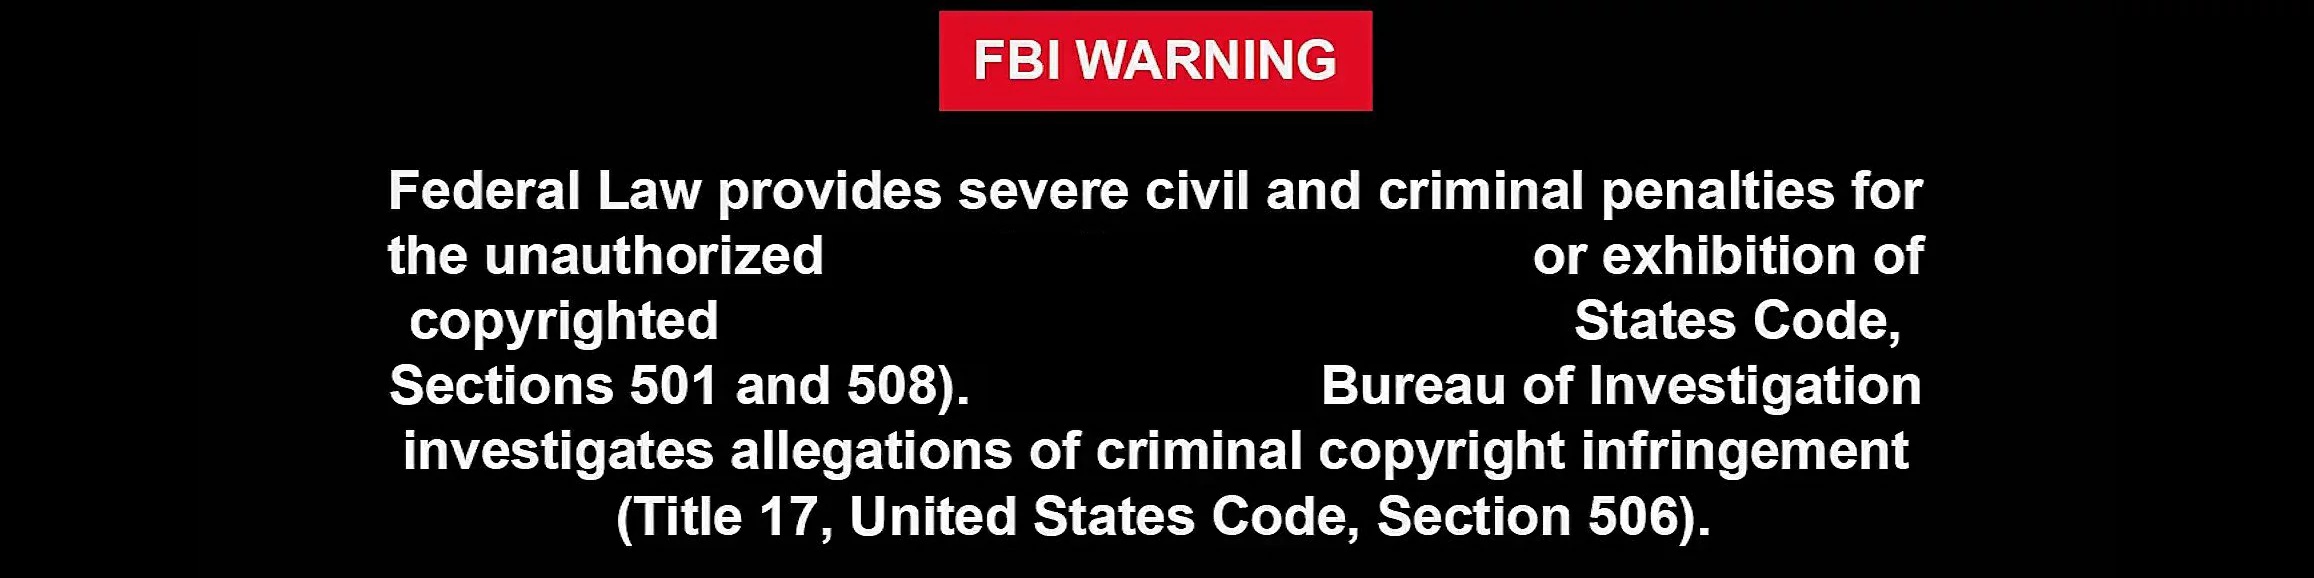 FBI WARNING
Federal Law provides severe civil and criminal penalties for
the unauthorized or exhibition of
copyrighted States Code,
Sections 501 and 508). Bureau of Investigation
investigates allegations of criminal copyright infringement
(Title 17, United States Code, Section 506).